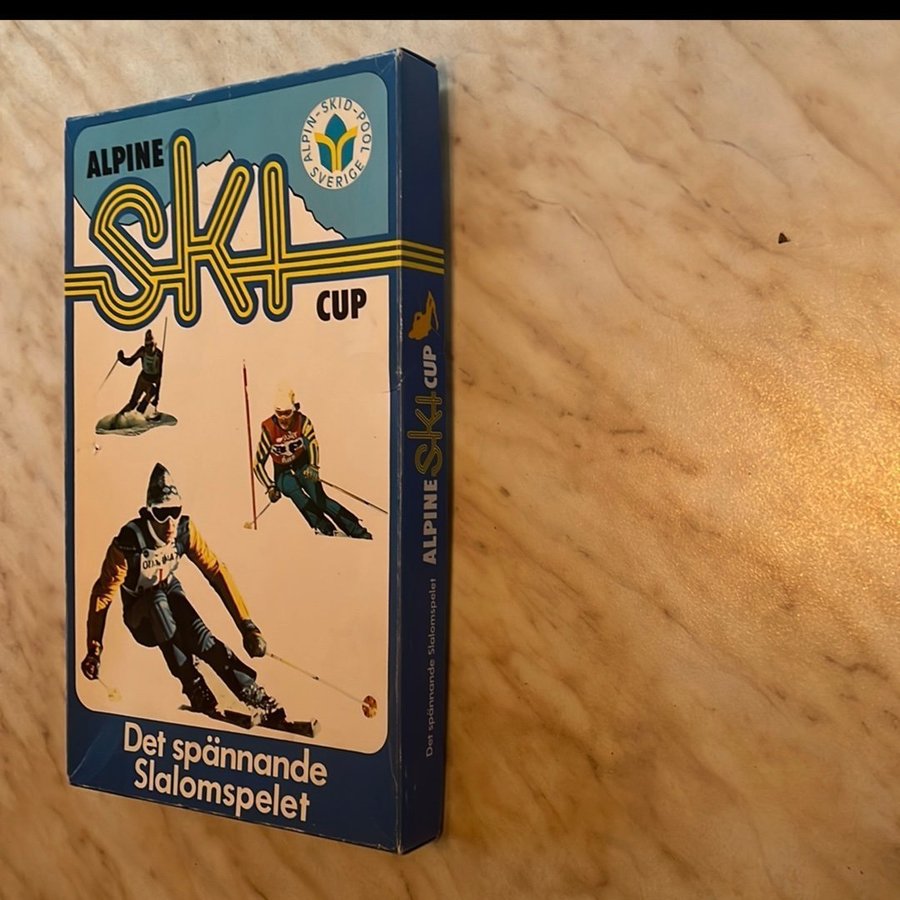 ALPINE
SKI
CUP
ALPIN-SKID-POOL
SVERIGE
Det spännande
Slalomspelet
Det spännande Slalomspelet ALPINE SKI CUP